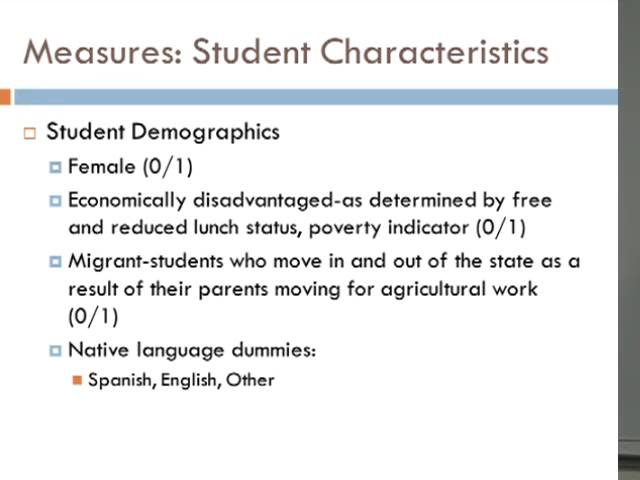 Measures: Student Characteristics
Student Demographics
Female (0/1)
Economically disadvantaged-as determined by free
and reduced lunch status, poverty indicator (0/1)
Migrant-students who move in and out of the state as a
result of their parents moving for agricultural work
(0/1)
Native language dummies:
Spanish, English, Other